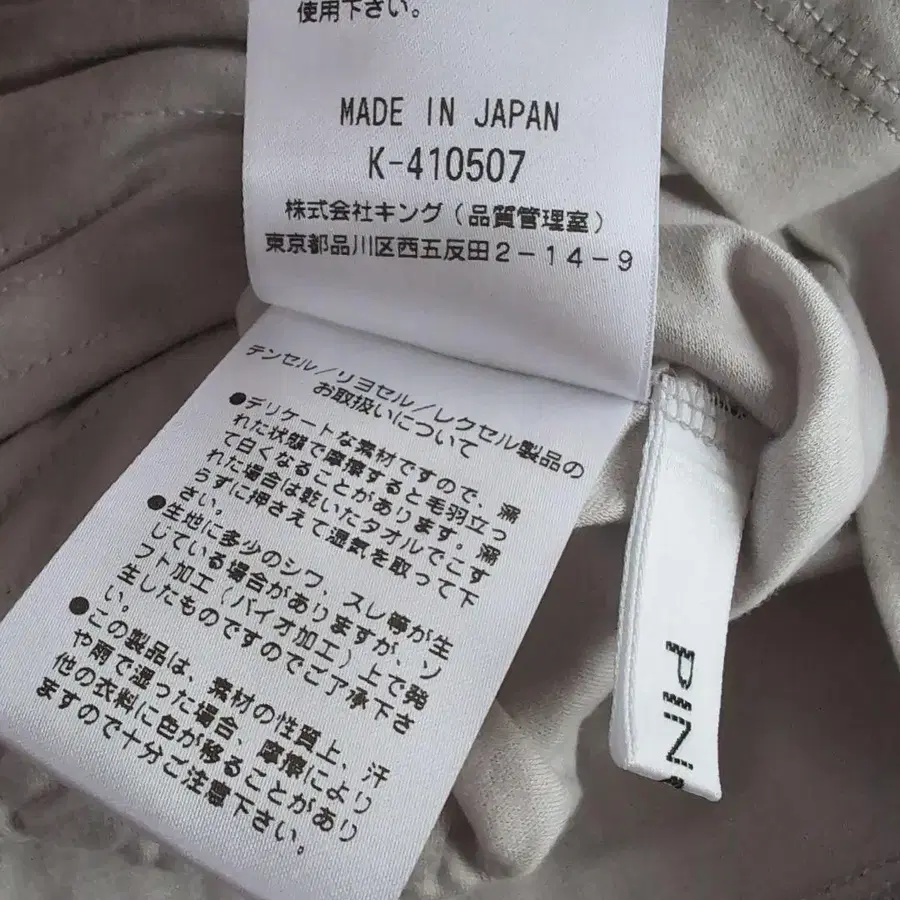 使用下さい。
MADE IN JAPAN
K-410507
株式会社キング(品質管理室)
東京都品川区西五反田2-14-9
テンセル/リヨセル/レクセル製品の
お取扱いについて
●デリケートな素材ですので、濡
れた状態で摩擦すると毛羽立っ
て白くなることがあります。濡
れた場合は乾いたタオルでこす
らずに押さえて湿気を取って下
さい。
●生地に多少のシワ、スレ等が生
じている場合がありますが、ソ
フト加工(バイオ加工)上で発
生したものですのでご了承下さ
い。
●この製品は、素材の性質上、汗
や雨で湿った場合、摩擦により
他の衣料に色が移ることがあり
ますので十分ご注意下さい。
PIN